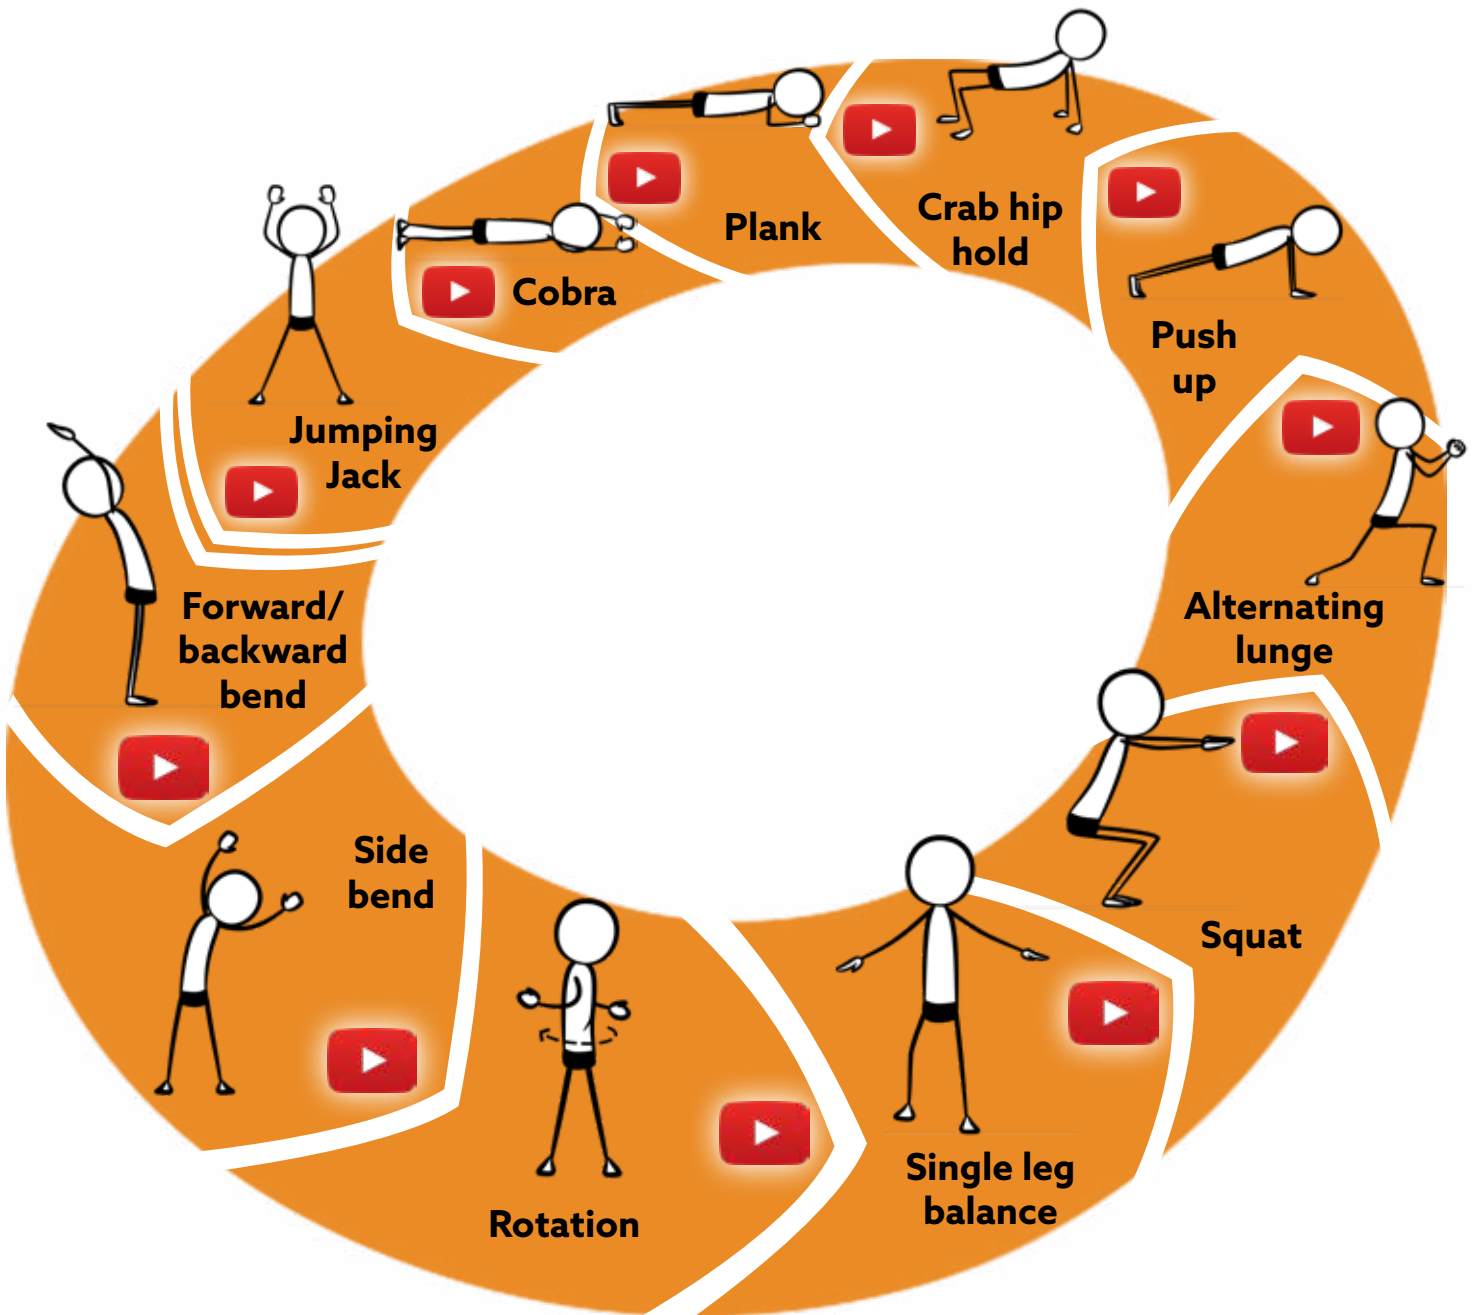 Plank
Crab hip
hold
Cobra
Push
up
Jumping
Jack
Forward/
backward
bend
Alternating
lunge
Side
bend
Squat
Single leg
balance
Rotation